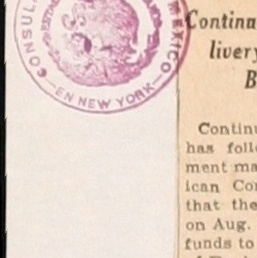 CONSUL
MEXICO
EN NEW YORK
Contin
livery
B
Contin
has foll
ment ma
ican Co
that the
on Aug.
funds to